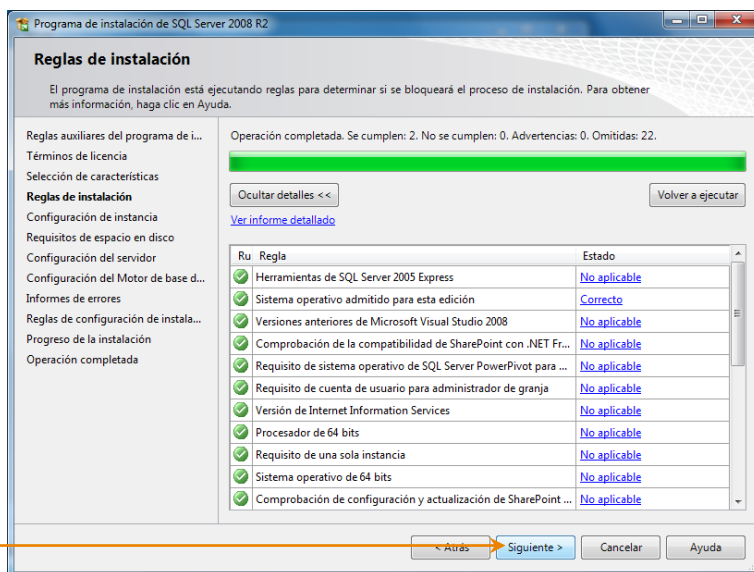 Programa de instalación de SQL Server 2008 R2
Reglas de instalación
El programa de instalación está ejecutando reglas para determinar si se bloqueará el proceso de instalación. Para obtener
más información, haga clic en Ayuda.
Reglas auxiliares del programa de i...
Términos de licencia
Selección de características
Reglas de instalación
Configuración de instancia
Requisitos de espacio en disco
Configuración del servidor
Configuración del Motor de base d...
Informes de errores
Reglas de configuración de instala...
Progreso de la instalación
Operación completada
Operación completada. Se cumplen: 2. No se cumplen: 0. Advertencias: 0. Omitidas: 22.
Ocultar detalles <<
Volver a ejecutar
Ver informe detallado
Ru Regla Estado
Herramientas de SQL Server 2005 Express No aplicable
Sistema operativo admitido para esta edición Correcto
Versiones anteriores de Microsoft Visual Studio 2008 No aplicable
Comprobación de la compatibilidad de SharePoint con .NET Fr... No aplicable
Requisito de sistema operativo de SQL Server PowerPivot para ... No aplicable
Requisito de cuenta de usuario para administrador de granja No aplicable
Versión de Internet Information Services No aplicable
Procesador de 64 bits No aplicable
Requisito de una sola instancia No aplicable
Sistema operativo de 64 bits No aplicable
Comprobación de configuración y actualización de SharePoint ... No aplicable
< Atrás Siguiente > Cancelar Ayuda